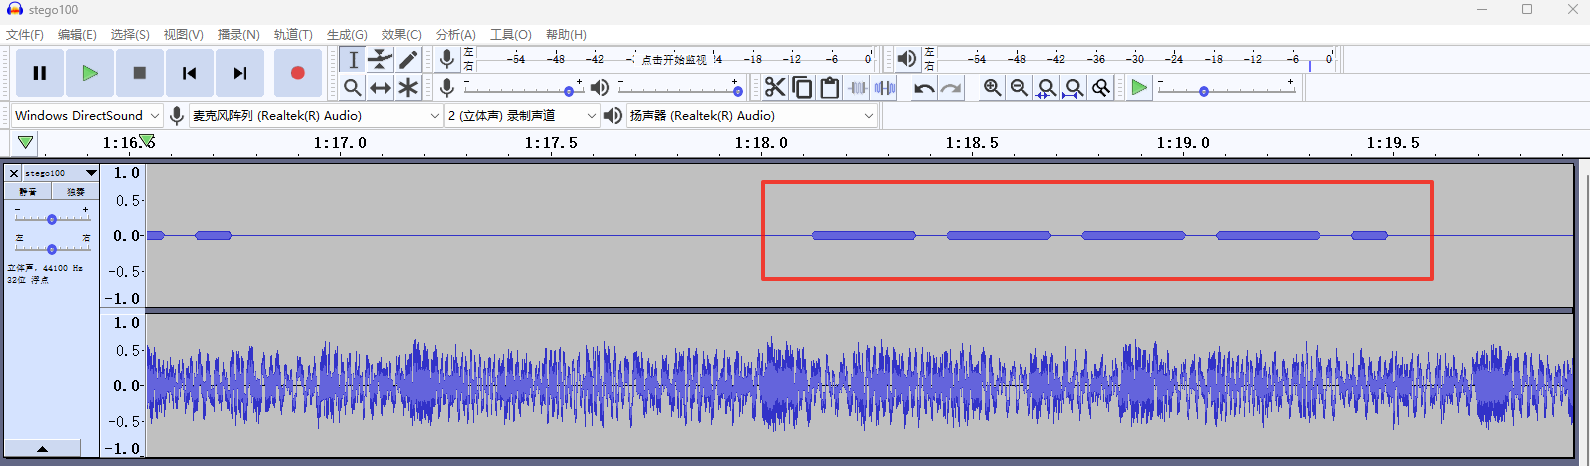 stego100
文件(F) 编辑(E) 选择(S) 视图(V) 播录(N) 轨道(T) 生成(G) 效果(C) 分析(A) 工具(O) 帮助(H)
左 -54 -48 -42 点击开始监视 -18 -12 -6 0 左 -54 -48 -42 -36 -30 -24 -18 -12 -6 0
右 右
- + - + - +
Windows DirectSound 麦克风阵列 (Realtek(R) Audio) 2 (立体声) 录制声道 扬声器 (Realtek(R) Audio)
1:16.5 1:17.0 1:17.5 1:18.0 1:18.5 1:19.0 1:19.5
stego100 1.0
静音 独奏 0.5
- +
左 右 0.0
立体声, 44100 Hz -0.5
32位 浮点
-1.0
1.0
0.5
0.0
-0.5
-1.0